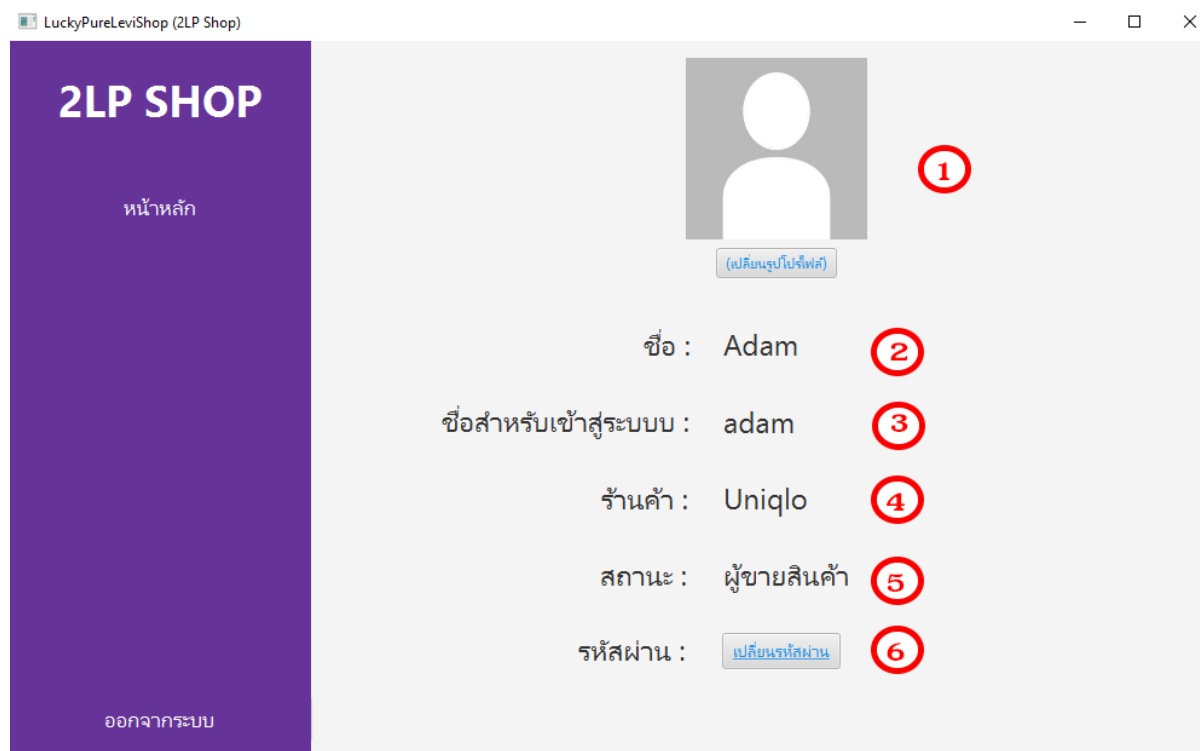 LuckyPureLeviShop (2LP Shop)
2LP SHOP
หน้าหลัก
ออกจากระบบ
1
(เปลี่ยนรูปโปรไฟล์)
ชื่อ : Adam 2
ชื่อสำหรับเข้าสู่ระบบบ : adam 3
ร้านค้า : Uniqlo 4
สถานะ : ผู้ขายสินค้า 5
รหัสผ่าน : เปลี่ยนรหัสผ่าน 6